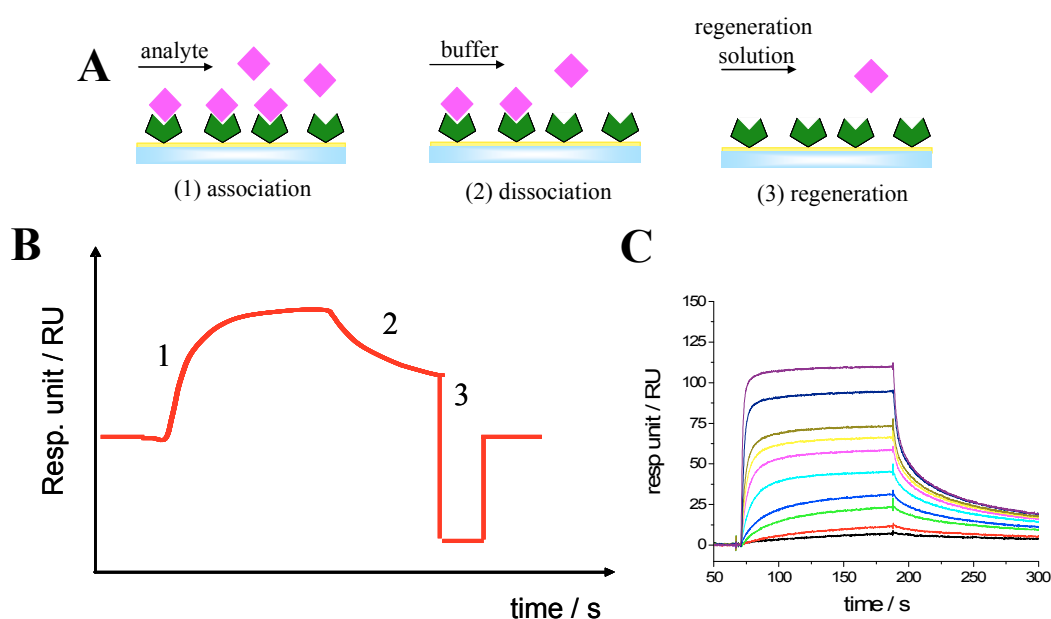 A
analyte
(1) association
buffer
(2) dissociation
regeneration
solution
(3) regeneration
B
Resp. unit / RU
1
2
3
time / s
C
resp unit / RU
150
125
100
75
50
25
0
50
100
150
200
250
300
time / s